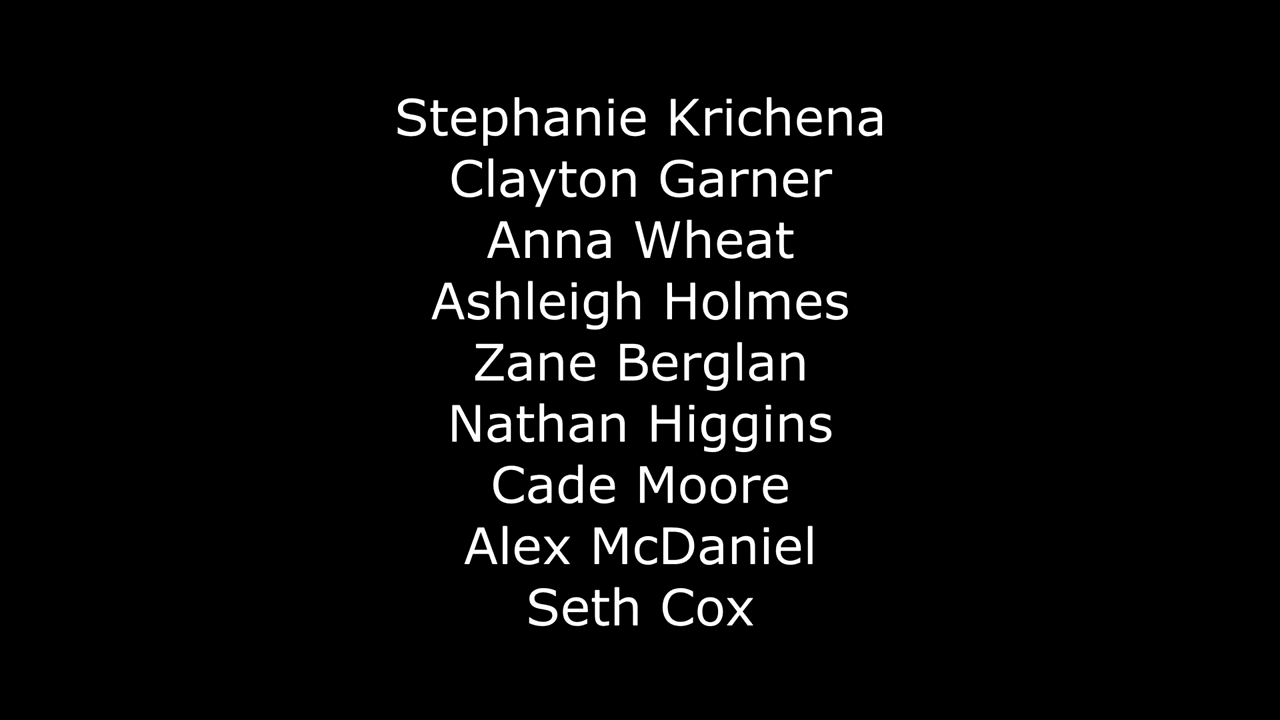 Stephanie Krichena
Clayton Garner
Anna Wheat
Ashleigh Holmes
Zane Berglan
Nathan Higgins
Cade Moore
Alex McDaniel
Seth Cox